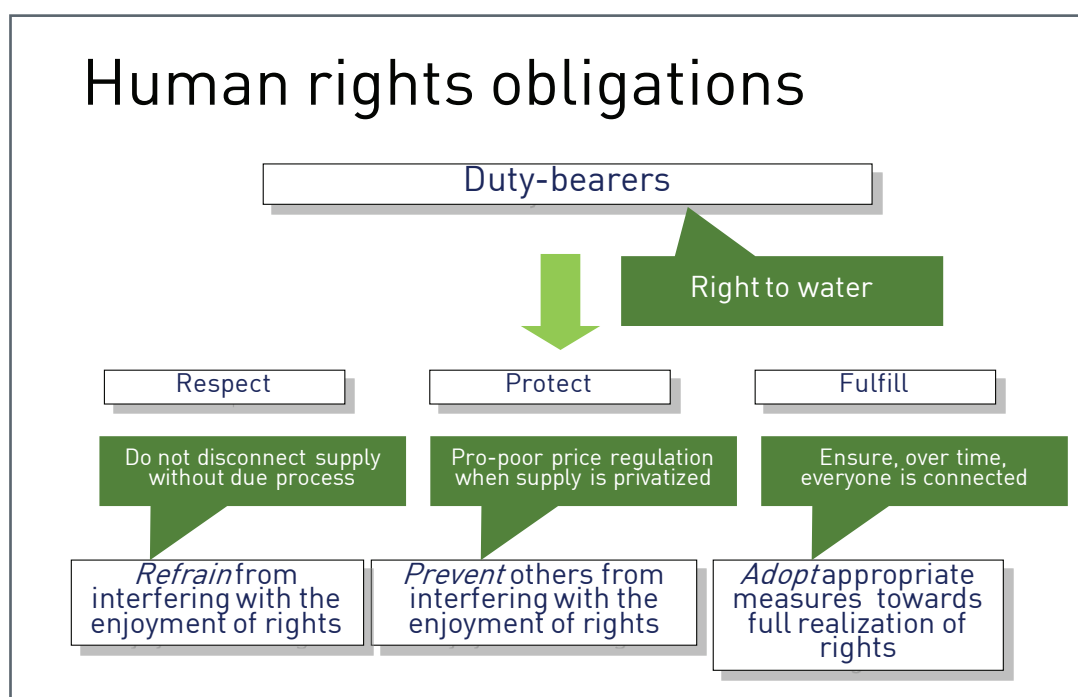 Human rights obligations
Duty-bearers
Right to water
Respect
Protect
Fulfill
Do not disconnect supply
without due process
Pro-poor price regulation
when supply is privatized
Ensure, over time,
everyone is connected
Refrain from
interfering with the
enjoyment of rights
Prevent others from
interfering with the
enjoyment of rights
Adopt appropriate
measures towards
full realization of
rights